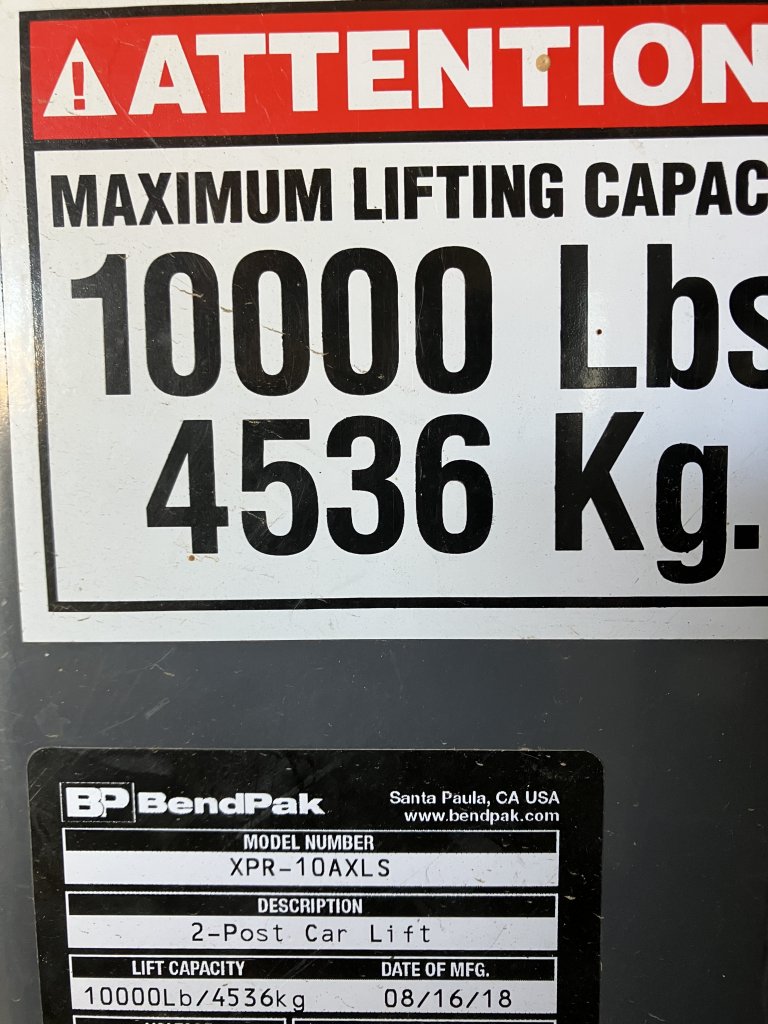 ATTENTION
MAXIMUM LIFTING CAPAC
10000 Lbs
4536 Kg.
BP BendPak Santa Paula, CA USA
www.bendpak.com
MODEL NUMBER
XPR-10AXLS
DESCRIPTION
2-Post Car Lift
LIFT CAPACITY DATE OF MFG.
10000Lb/4536kg 08/16/18